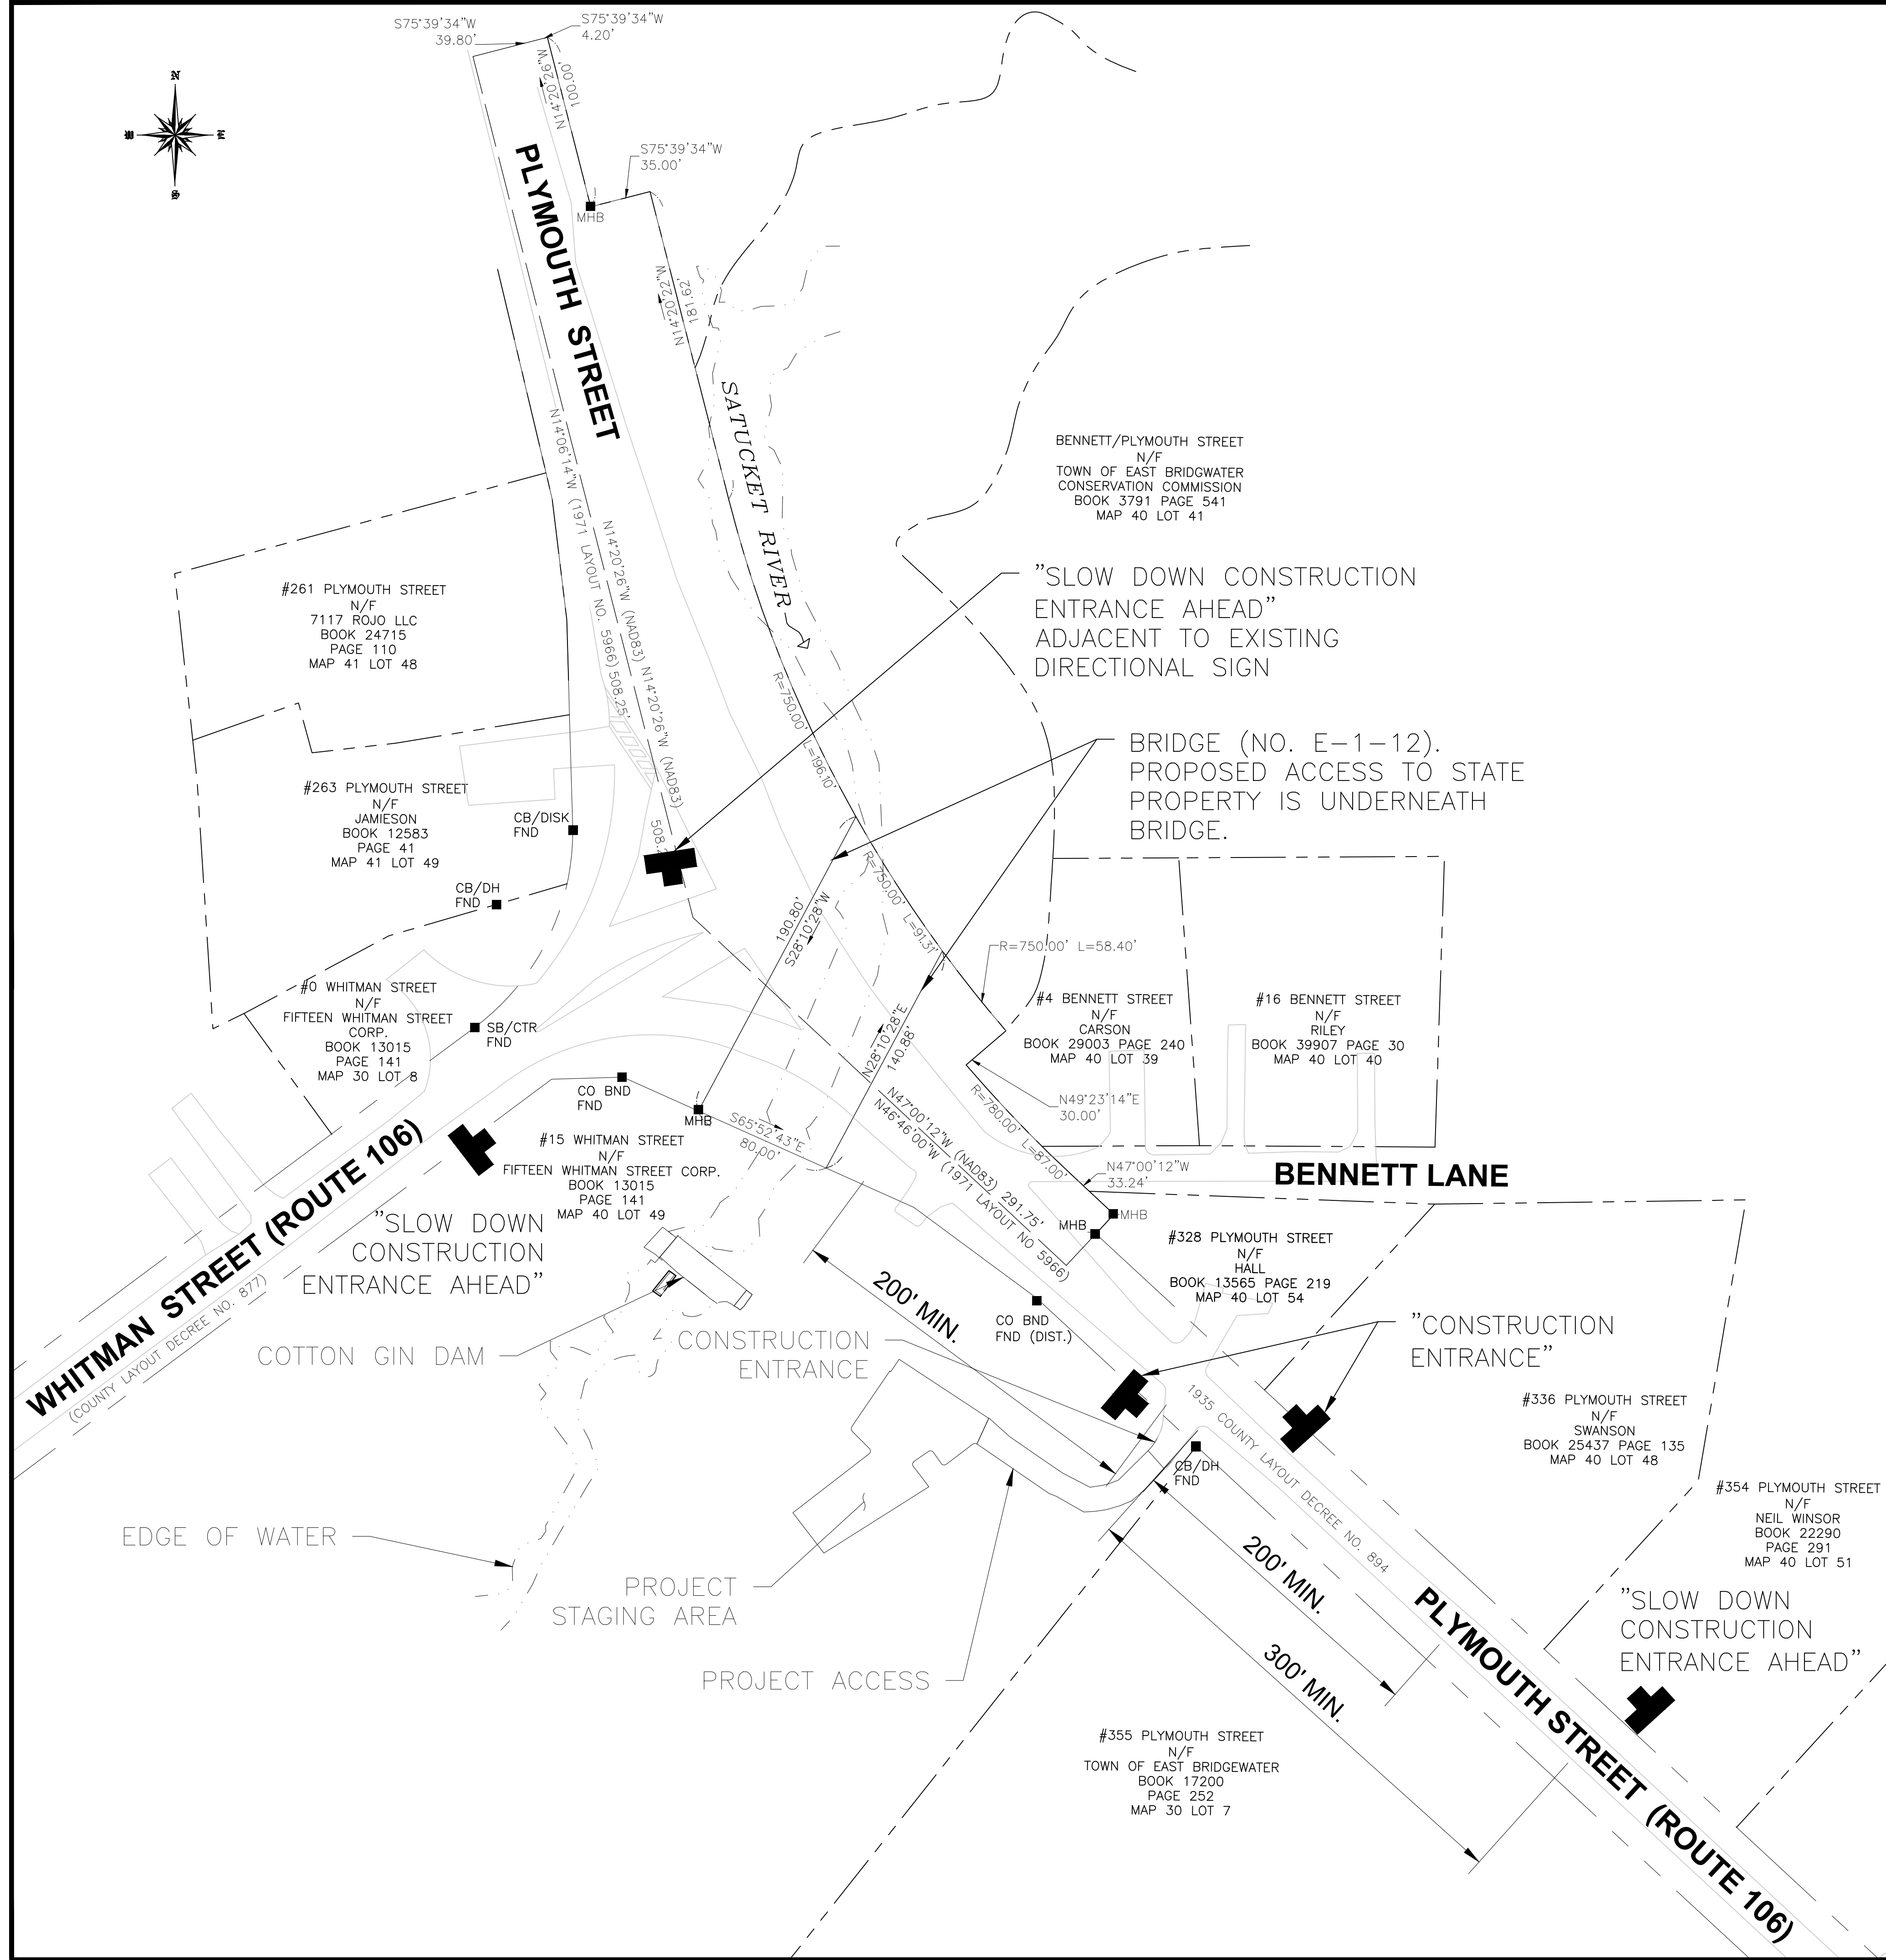 S75°39'34"W
39.80'
S75°39'34"W
4.20'
N14°20'26"W
100.00'
N
S
PLYMOUTH STREET
S75°39'34"W
35.00'
MHB
N14°20'22"W
181.62'
SATUCKET RIVER
N14°06'14"W (1971 LAYOUT NO. 5966) 508.25'
N14°20'26"W (NAD83) N14°20'26"W (NAD83)
BENNETT/PLYMOUTH STREET
N/F
TOWN OF EAST BRIDGWATER
CONSERVATION COMMISSION
BOOK 3791 PAGE 541
MAP 40 LOT 41
"SLOW DOWN CONSTRUCTION
ENTRANCE AHEAD"
ADJACENT TO EXISTING
DIRECTIONAL SIGN
#261 PLYMOUTH STREET
N/F
7117 ROJO LLC
BOOK 24715
PAGE 110
MAP 41 LOT 48
R=750.00' L=196.10'
BRIDGE (NO. E-1-12).
PROPOSED ACCESS TO STATE
PROPERTY IS UNDERNEATH
BRIDGE.
#263 PLYMOUTH STREET
N/F
JAMIESON
BOOK 12583
PAGE 41
MAP 41 LOT 49
CB/DISK
FND
CB/DH
FND
508.2
190.80'
S28°10'28"W
R=750.00' L=91.31'
R=750.00' L=58.40'
#0 WHITMAN STREET
N/F
FIFTEEN WHITMAN STREET
CORP.
BOOK 13015
PAGE 141
MAP 30 LOT 8
SB/CTR
FND
#4 BENNETT STREET
N/F
CARSON
BOOK 29003 PAGE 240
MAP 40 LOT 39
#16 BENNETT STREET
N/F
RILEY
BOOK 39907 PAGE 30
MAP 40 LOT 40
N28°10'28"E
140.88'
CO BND
FND
MHB
S65°52'43"E
80.00'
N49°23'14"E
30.00'
R=780.00' L=87.00'
N47°00'12"W (NAD83) 291.75'
N46°46'00"W (1971 LAYOUT NO 5966)
N47°00'12"W
33.24'
BENNETT LANE
#15 WHITMAN STREET
N/F
FIFTEEN WHITMAN STREET CORP.
BOOK 13015
PAGE 141
MAP 40 LOT 49
MHB
MHB
"SLOW DOWN
CONSTRUCTION
ENTRANCE AHEAD"
WHITMAN STREET (ROUTE 106)
(COUNTY LAYOUT DECREE NO. 877)
#328 PLYMOUTH STREET
N/F
HALL
BOOK 13565 PAGE 219
MAP 40 LOT 54
200' MIN.
CO BND
FND (DIST.)
COTTON GIN DAM
CONSTRUCTION
ENTRANCE
"CONSTRUCTION
ENTRANCE"
1935 COUNTY LAYOUT DECREE NO. 894
#336 PLYMOUTH STREET
N/F
SWANSON
BOOK 25437 PAGE 135
MAP 40 LOT 48
CB/DH
FND
#354 PLYMOUTH STREET
N/F
NEIL WINSOR
BOOK 22290
PAGE 291
MAP 40 LOT 51
EDGE OF WATER
PROJECT
STAGING AREA
200' MIN.
"SLOW DOWN
CONSTRUCTION
ENTRANCE AHEAD"
PROJECT ACCESS
300' MIN.
PLYMOUTH STREET (ROUTE 106)
#355 PLYMOUTH STREET
N/F
TOWN OF EAST BRIDGEWATER
BOOK 17200
PAGE 252
MAP 30 LOT 7